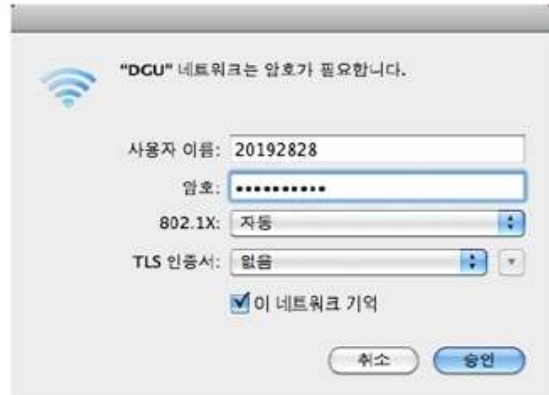 "DGU" 네트워크는 암호가 필요합니다.
사용자 이름: 20192828
암호: ••••••••••
802.1X: 자동
TLS 인증서: 없음
이 네트워크 기억
취소 승인